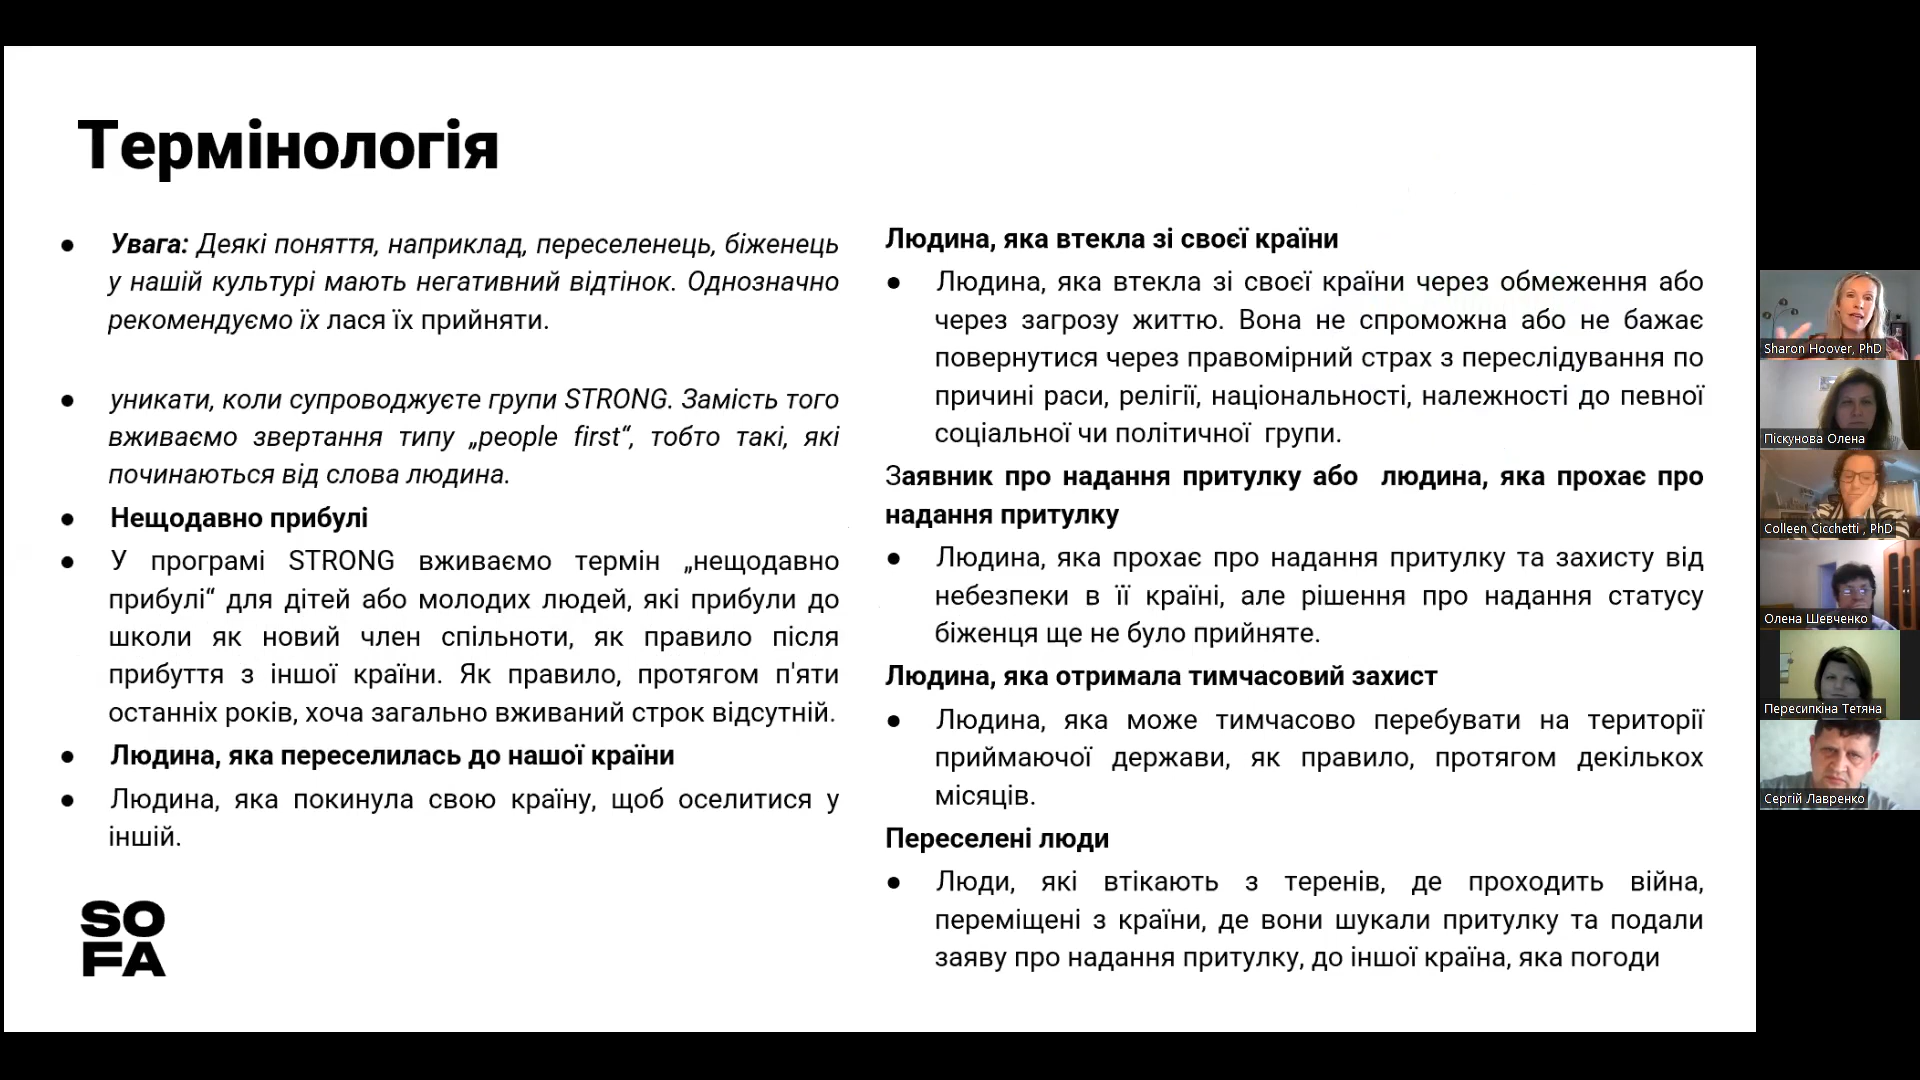 Термінологія
● Увага: Деякі поняття, наприклад, переселенець, біженець
у нашій культурі мають негативний відтінок. Однозначно
рекомендуємо їх лася їх прийняти.
● уникати, коли супроводжуєте групи STRONG. Замість того
вживаємо звертання типу „people first“, тобто такі, які
починаються від слова людина.
● Нещодавно прибулі
● У програмі STRONG вживаємо термін „нещодавно
прибулі“ для дітей або молодих людей, які прибули до
школи як новий член спільноти, як правило після
прибуття з іншої країни. Як правило, протягом п'яти
останніх років, хоча загально вживаний строк відсутній.
● Людина, яка переселилась до нашої країни
● Людина, яка покинула свою країну, щоб оселитися у
іншій.
SO
FA
Людина, яка втекла зі своєї країни
● Людина, яка втекла зі своєї країни через обмеження або
через загрозу життю. Вона не спроможна або не бажає
повернутися через правомірний страх з переслідування по
причині раси, релігії, національності, належності до певної
соціальної чи політичної групи.
Заявник про надання притулку або людина, яка прохає про
надання притулку
● Людина, яка прохає про надання притулку та захисту від
небезпеки в її країні, але рішення про надання статусу
біженця ще не було прийняте.
Людина, яка отримала тимчасовий захист
● Людина, яка може тимчасово перебувати на території
приймаючої держави, як правило, протягом декількох
місяців.
Переселені люди
● Люди, які втікають з теренів, де проходить війна,
переміщені з країни, де вони шукали притулку та подали
заяву про надання притулку, до іншої країна, яка погоди
Sharon Hoover, PhD
Піскунова Олена
Colleen Cicchetti , PhD
Олена Шевченко
Пересипкіна Тетяна
Сергій Лавренко